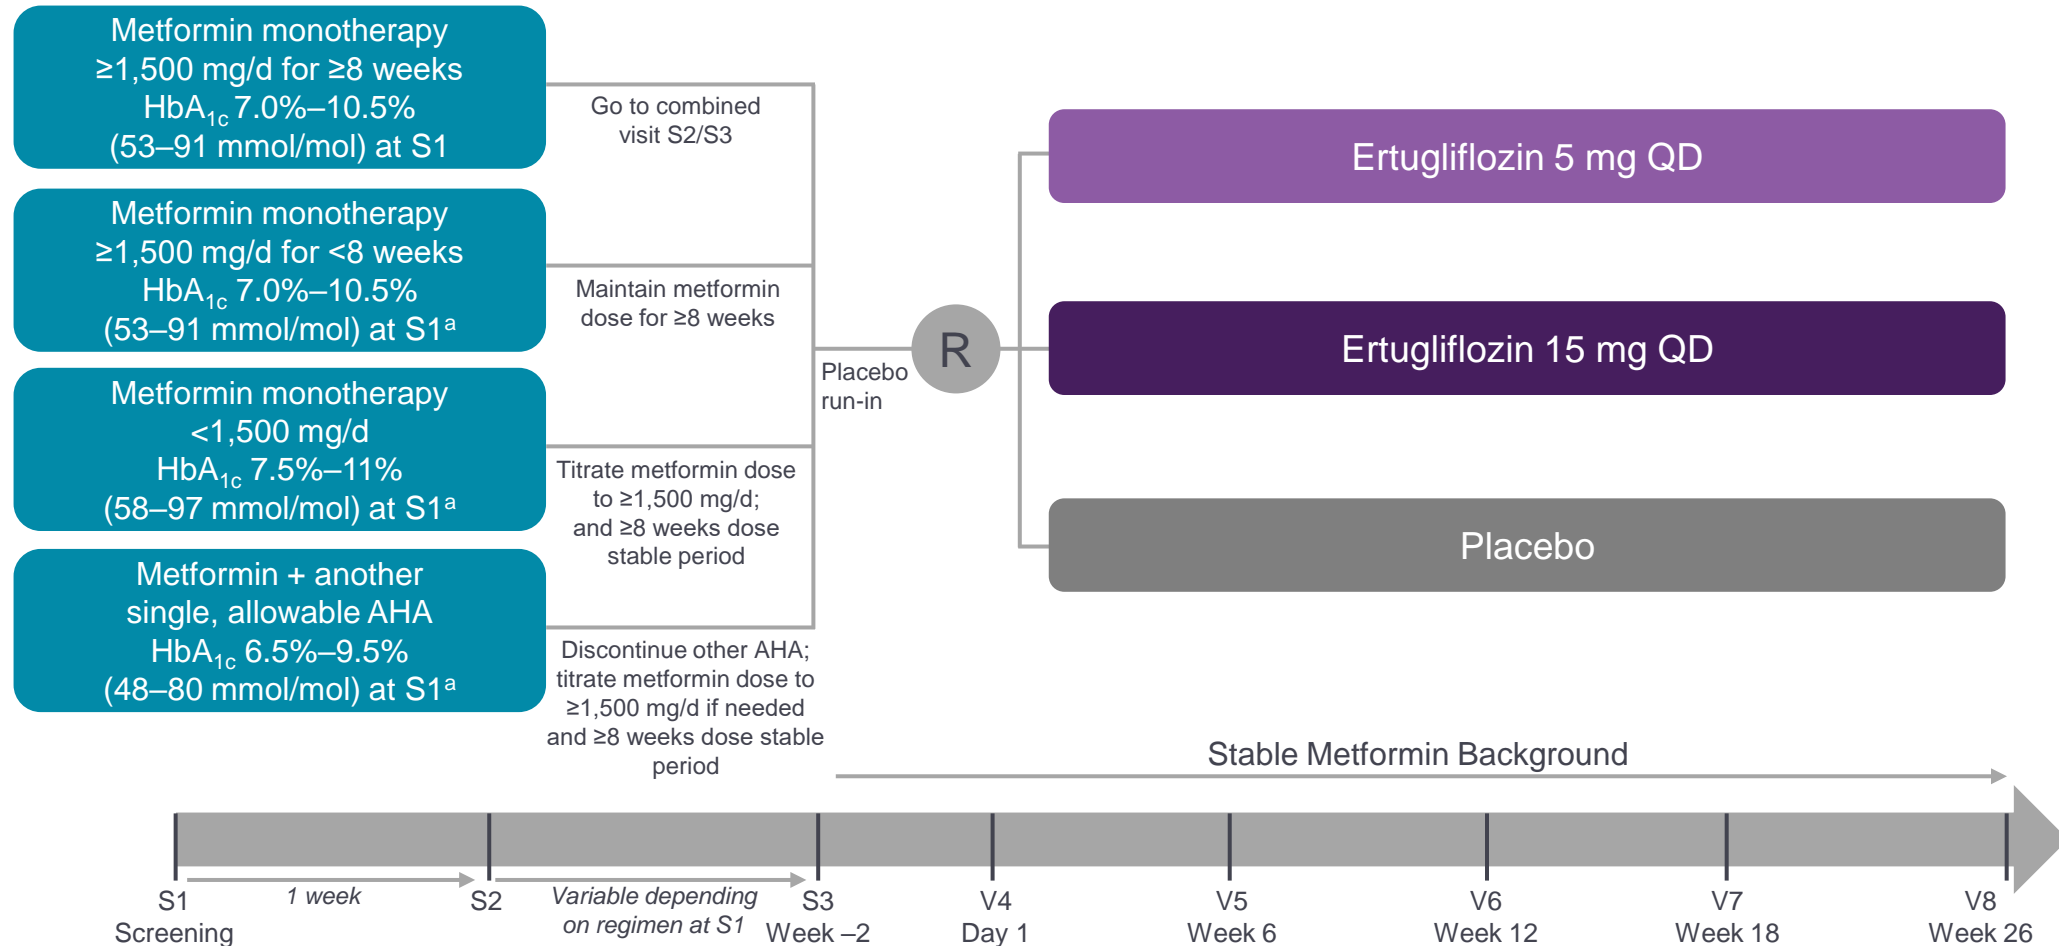 Metformin monotherapy
≥1,500 mg/d for ≥8 weeks
HbA1c 7.0%–10.5%
(53–91 mmol/mol) at S1
Metformin monotherapy
≥1,500 mg/d for <8 weeks
HbA1c 7.0%–10.5%
(53–91 mmol/mol) at S1a
Metformin monotherapy
<1,500 mg/d
HbA1c 7.5%–11%
(58–97 mmol/mol) at S1a
Metformin + another
single, allowable AHA
HbA1c 6.5%–9.5%
(48–80 mmol/mol) at S1a
Go to combined
visit S2/S3
Maintain metformin
dose for ≥8 weeks
Titrate metformin dose
to ≥1,500 mg/d;
and ≥8 weeks dose
stable period
Discontinue other AHA;
titrate metformin dose to
≥1,500 mg/d if needed
and ≥8 weeks dose stable
period
Placebo
run-in
R
Ertugliflozin 5 mg QD
Ertugliflozin 15 mg QD
Placebo
Stable Metformin Background
S1
Screening
1 week
S2
Variable depending
on regimen at S1
S3
Week –2
V4
Day 1
V5
Week 6
V6
Week 12
V7
Week 18
V8
Week 26